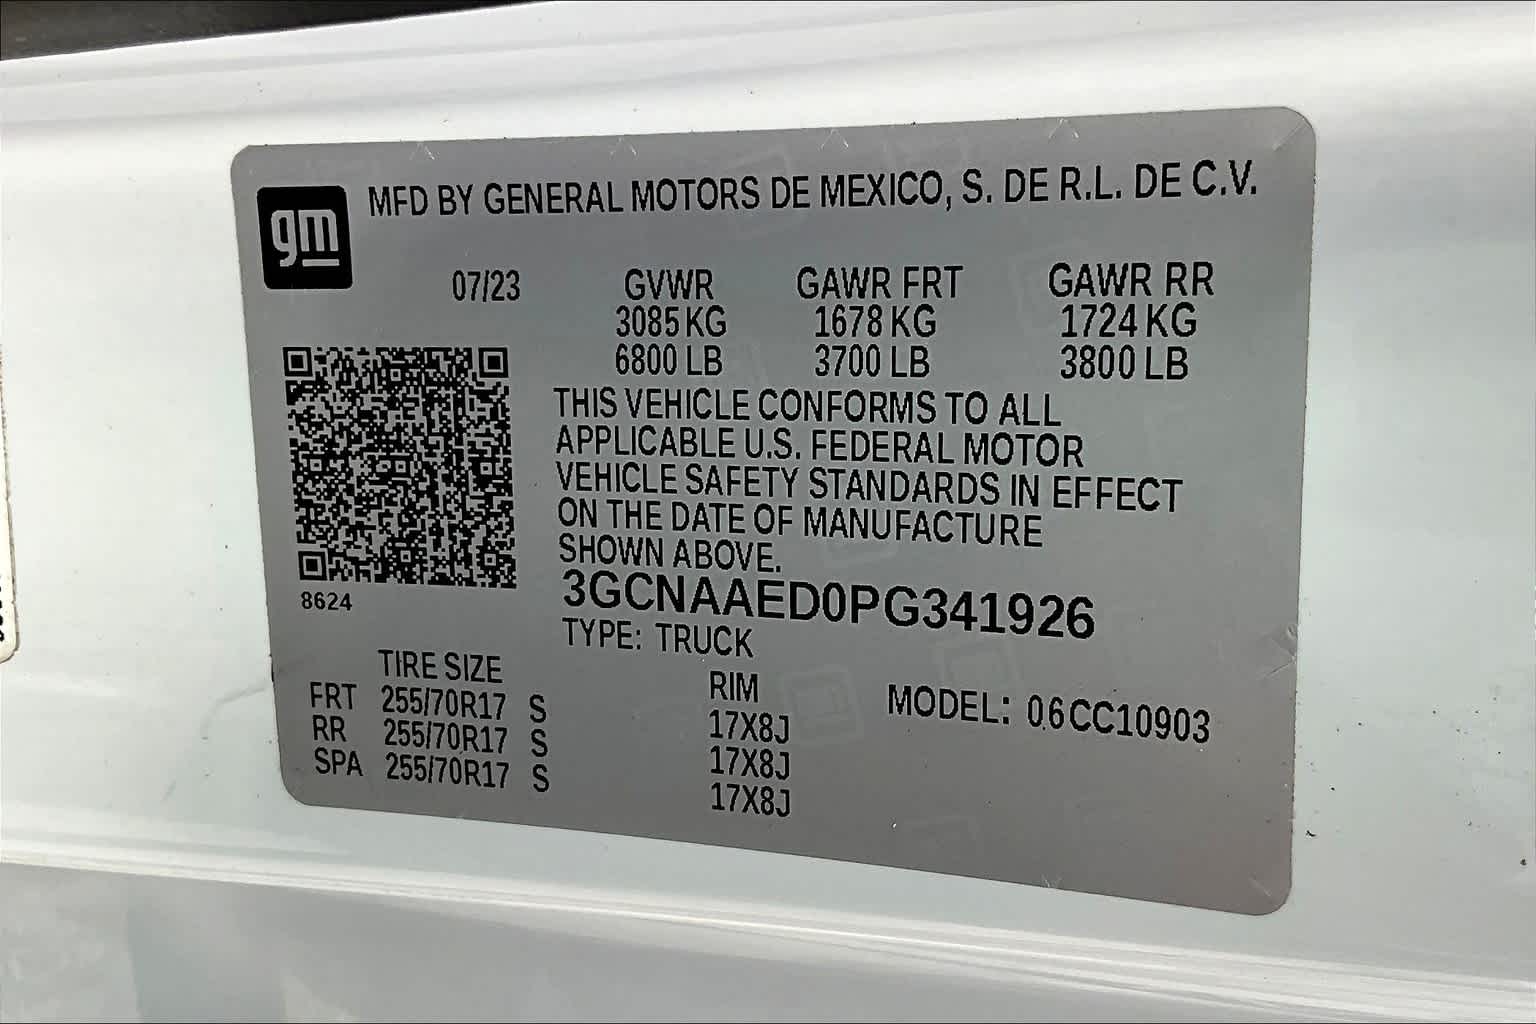 gm
MFD BY GENERAL MOTORS DE MEXICO, S. DE R.L. DE C.V.
07/23 GVWR GAWR FRT GAWR RR
3085 KG 1678 KG 1724 KG
6800 LB 3700 LB 3800 LB
THIS VEHICLE CONFORMS TO ALL
APPLICABLE U.S. FEDERAL MOTOR
VEHICLE SAFETY STANDARDS IN EFFECT
ON THE DATE OF MANUFACTURE
SHOWN ABOVE.
3GCNAAED0PG341926
8624
TYPE: TRUCK
TIRE SIZE RIM MODEL: 06CC10903
FRT 255/70R17 S 17X8J
RR 255/70R17 S 17X8J
SPA 255/70R17 S 17X8J